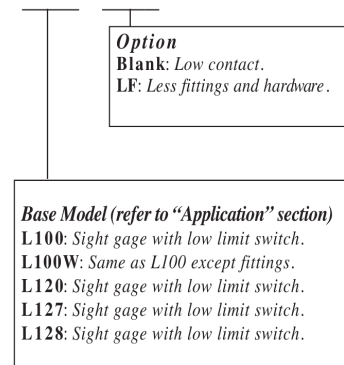 Option
Blank: Low contact.
LF: Less fittings and hardware.
Base Model (refer to “Application” section)
L100: Sight gage with low limit switch.
L100W: Same as L100 except fittings.
L120: Sight gage with low limit switch.
L127: Sight gage with low limit switch.
L128: Sight gage with low limit switch.